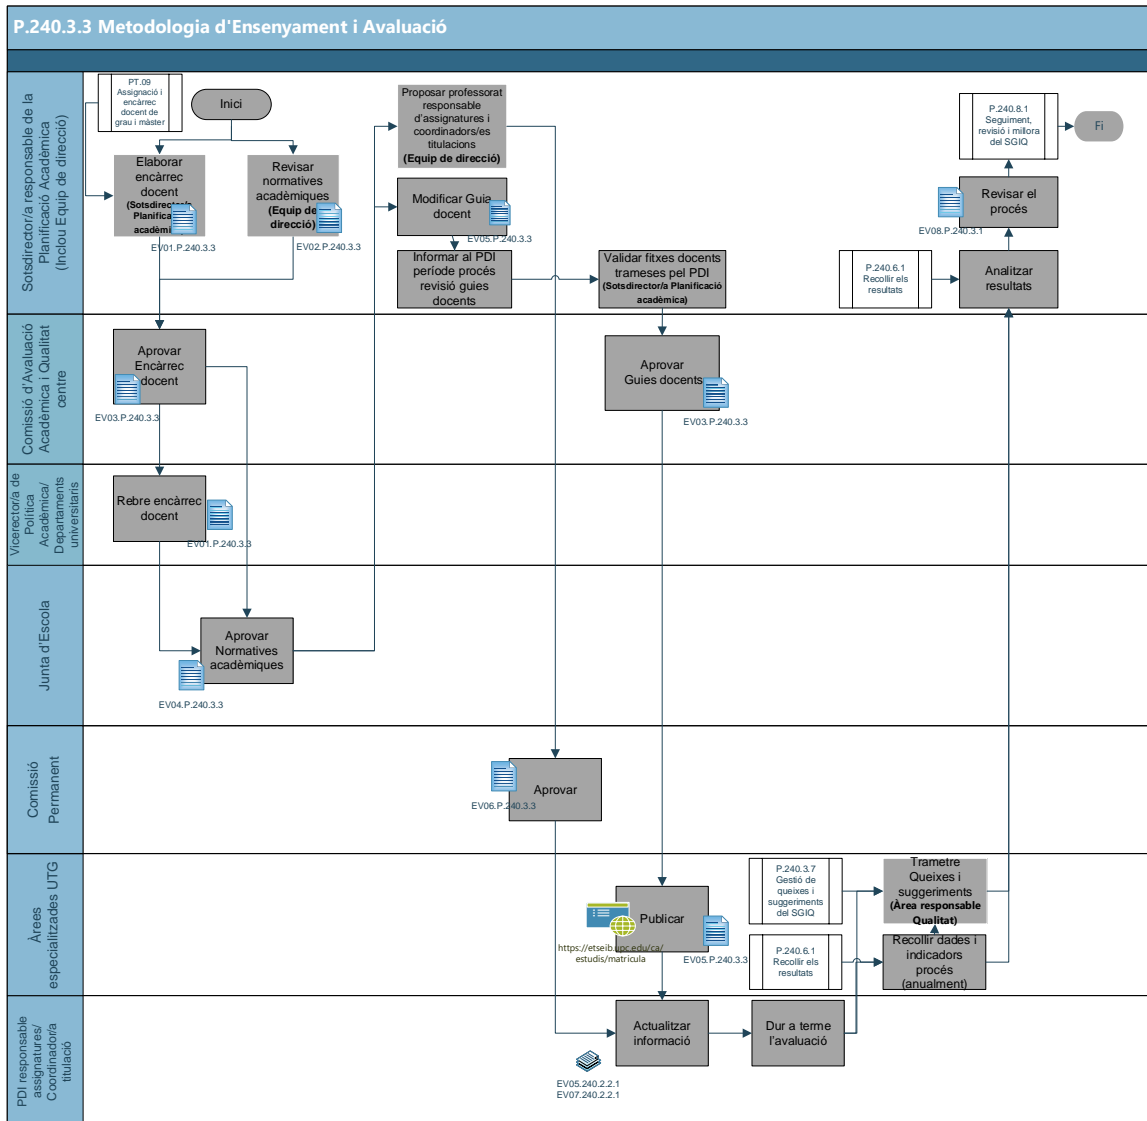 P.240.3.3 Metodologia d'Ensenyament i Avaluació
Sotsdirector/a responsable de la
Planificació Acadèmica
(Inclou Equip de direcció)
PT.09
Assignació i
encàrrec
docent de
grau i màster
Inici
Elaborar
encàrrec
docent
(Sotsdirector/a
Planificació
acadèmica)
EV01.P.240.3.3
Revisar
normatives
acadèmiques
(Equip de
direcció)
EV02.P.240.3.3
Proposar professorat
responsable
d'assignatures i
coordinadors/es
titulacions
(Equip de direcció)
Modificar Guia
docent
EV05.P.240.3.3
Informar al PDI
període procés
revisió guies
docents
Validar fitxes docents
trameses pel PDI
(Sotsdirector/a Planificació
acadèmica)
P.240.8.1
Seguiment,
revisió i millora
del SGIQ
Fi
Revisar el
procés
EV08.P.240.3.1
P.240.6.1
Recollir els
resultats
Analitzar
resultats
Comissió d'Avaluació
Acadèmica i Qualitat
centre
Aprovar
Encàrrec
docent
EV03.P.240.3.3
Aprovar
Guies docents
EV03.P.240.3.3
Vicerector/a de
Política
Acadèmica/
Departaments
universitaris
Rebre encàrrec
docent
EV01.P.240.3.3
Junta d'Escola
Aprovar
Normatives
acadèmiques
EV04.P.240.3.3
Comissió
Permanent
Aprovar
EV06.P.240.3.3
Àrees
especialitzades UTG
Publicar
https://etseib.upc.edu/ca/
estudis/matricula
EV05.P.240.3.3
P.240.3.7
Gestió de
queixes i
suggeriments
del SGIQ
Trametre
Queixes i
suggeriments
(Àrea responsable
Qualitat)
P.240.6.1
Recollir els
resultats
Recollir dades i
indicadors
procés
(anualment)
PDI responsable
assignatures/
Coordinador/a
titulació
Actualitzar
informació
Dur a terme
l'avaluació
EV05.240.2.2.1
EV07.240.2.2.1